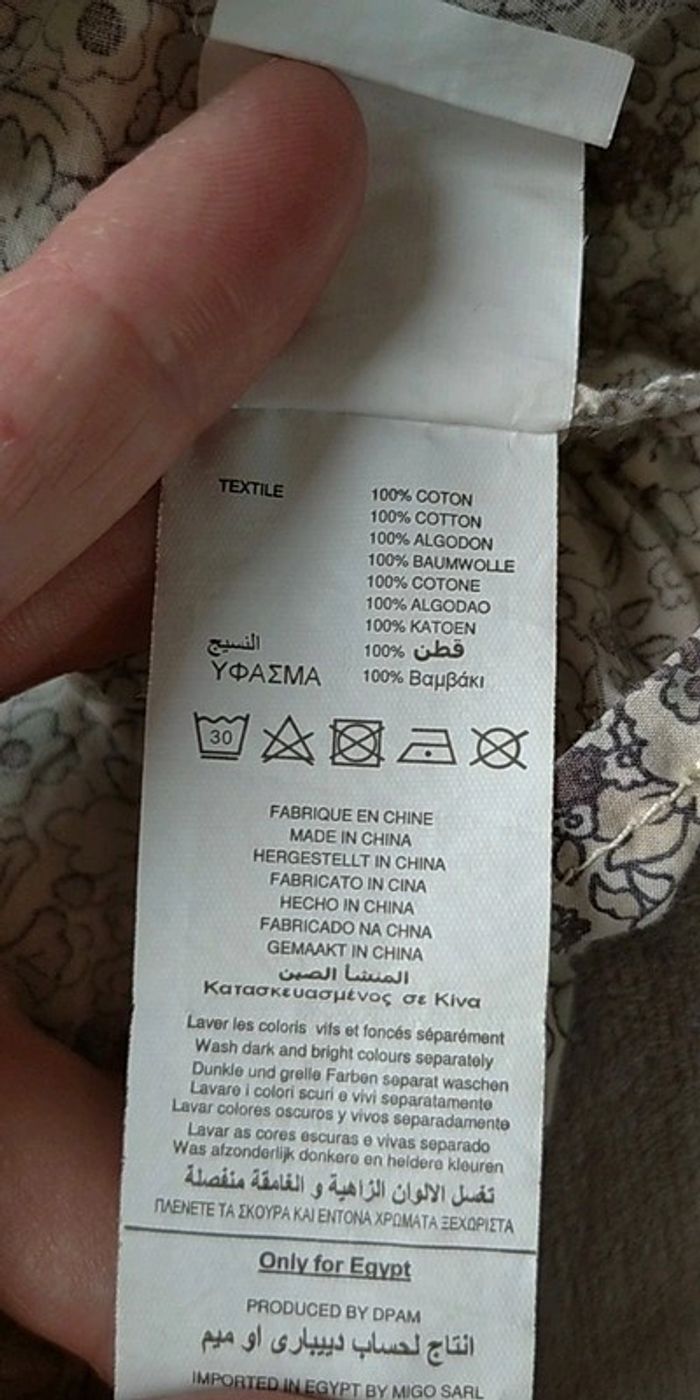 TEXTILE
100% COTON
100% COTTON
100% ALGODON
100% BAUMWOLLE
100% COTONE
100% ALGODAO
100% KATOEN
النسيج 100% قطن
ΥΦΑΣΜΑ 100% Βαμβάκι
30
FABRIQUE EN CHINE
MADE IN CHINA
HERGESTELLT IN CHINA
FABRICATO IN CINA
HECHO IN CHINA
FABRICADO NA CHNA
GEMAAKT IN CHINA
المنشأ الصين
Κατασκευασμένος σε Κίνα
Laver les coloris vifs et foncés séparément
Wash dark and bright colours separately
Dunkle und grelle Farben separat waschen
Lavare i colori scuri e vivi separatamente
Lavar colores oscuros y vivos separadamente
Lavar as cores escuras e vivas separado
Was afzonderlijk donkere en heldere kleuren
تغسل الالوان الزاهية و الغامقة منفصلة
ΠΛΕΝΕΤΕ ΤΑ ΣΚΟΥΡΑ ΚΑΙ ΕΝΤΟΝΑ ΧΡΩΜΑΤΑ ΞΕΧΩΡΙΣΤΑ
Only for Egypt
PRODUCED BY DPAM
انتاج لحساب ديبارى او ميم
IMPORTED IN EGYPT BY MIGO SARL